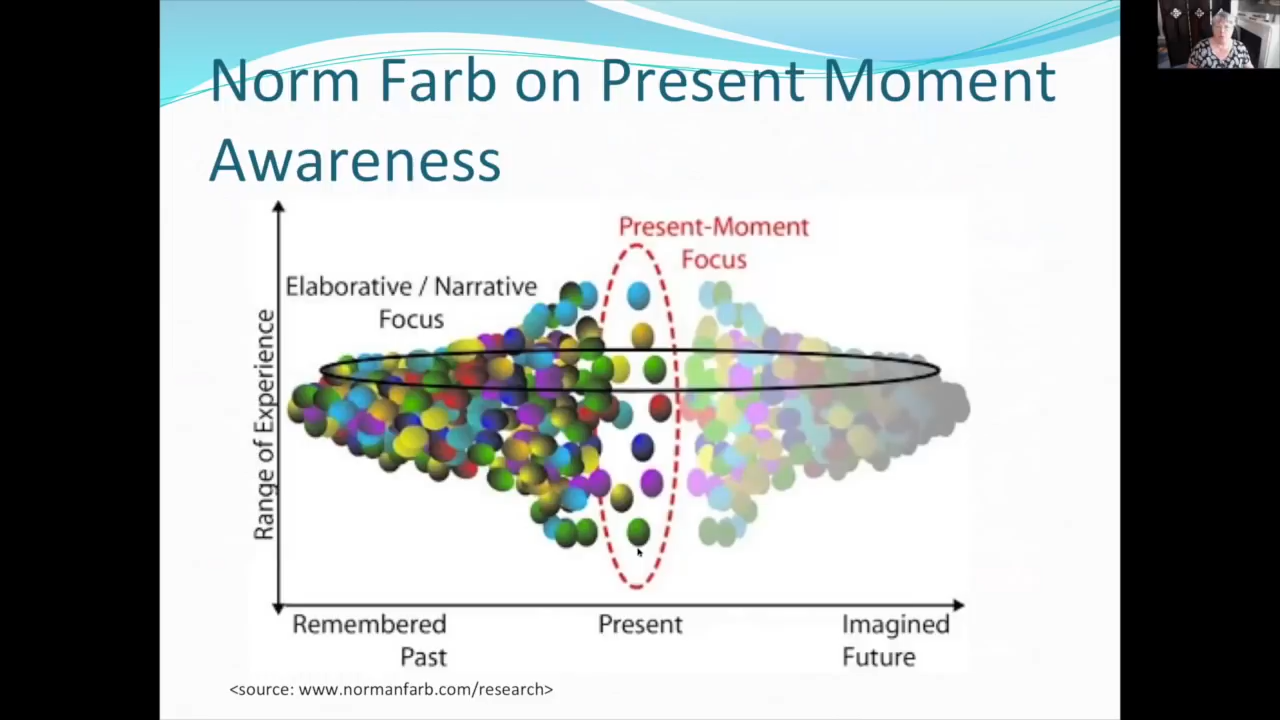 Norm Farb on Present Moment
Awareness
Present-Moment
Focus
Elaborative / Narrative
Focus
Range of Experience
Remembered
Past
Present
Imagined
Future
<source: www.normanfarb.com/research>